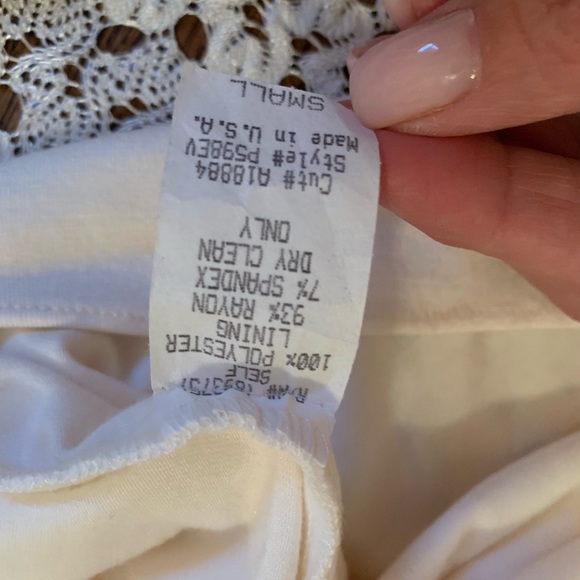 SELF
100% POLYESTER
LINING
93% RAYON
7% SPANDEX
DRY CLEAN
ONLY
Cut# A18884
Style# P598EV
Made in U.S.A.
SMALL